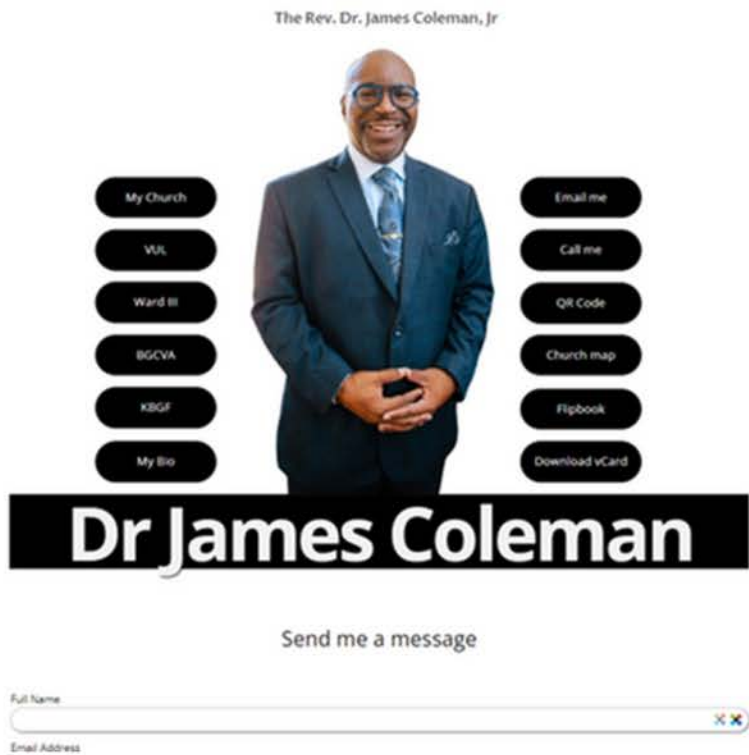 The Rev. Dr. James Coleman, Jr
My Church
VUL
Ward III
BGCVA
KBGF
My Bio
Email me
Call me
QR Code
Church map
Flipbook
Download vCard
Dr James Coleman
Send me a message
Full Name
Email Address